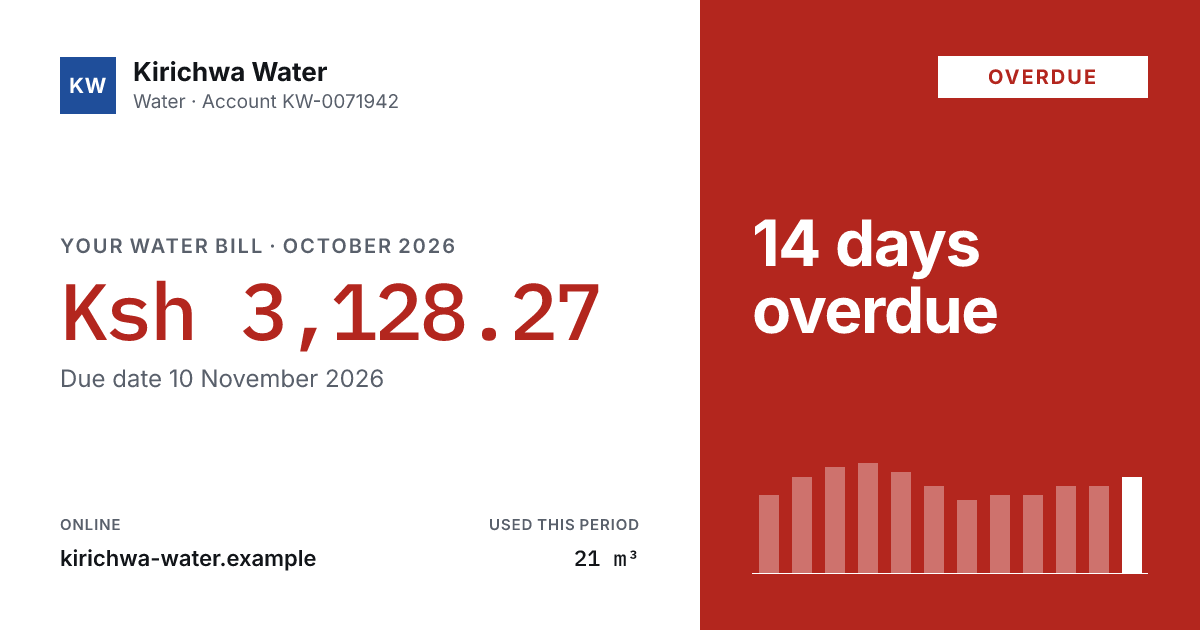 KW
Kirichwa Water
Water · Account KW-0071942
YOUR WATER BILL · OCTOBER 2026
Ksh 3,128.27
Due date 10 November 2026
ONLINE
kirichwa-water.example
USED THIS PERIOD
21 m³
OVERDUE
14 days
overdue